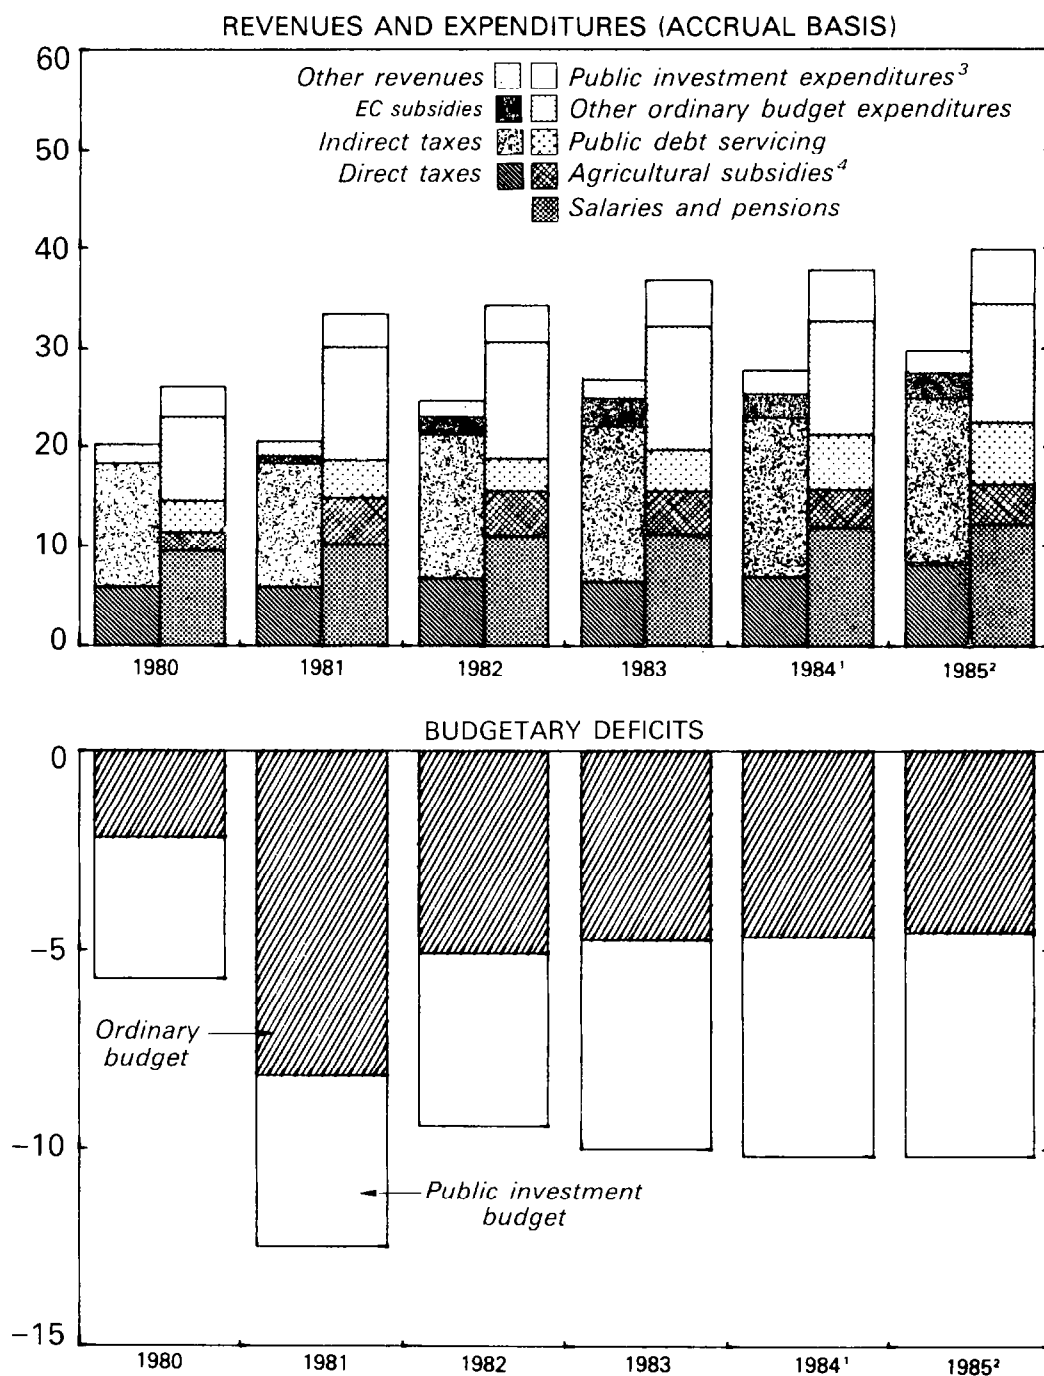 REVENUES AND EXPENDITURES (ACCRUAL BASIS)
60
50
40
30
20
10
0
Other revenues
Public investment expenditures³
EC subsidies
Other ordinary budget expenditures
Indirect taxes
Public debt servicing
Direct taxes
Agricultural subsidies⁴
Salaries and pensions
1980 1981 1982 1983 1984¹ 1985²
BUDGETARY DEFICITS
0
-5
-10
-15
Ordinary
budget
Public investment
budget
1980 1981 1982 1983 1984¹ 1985²